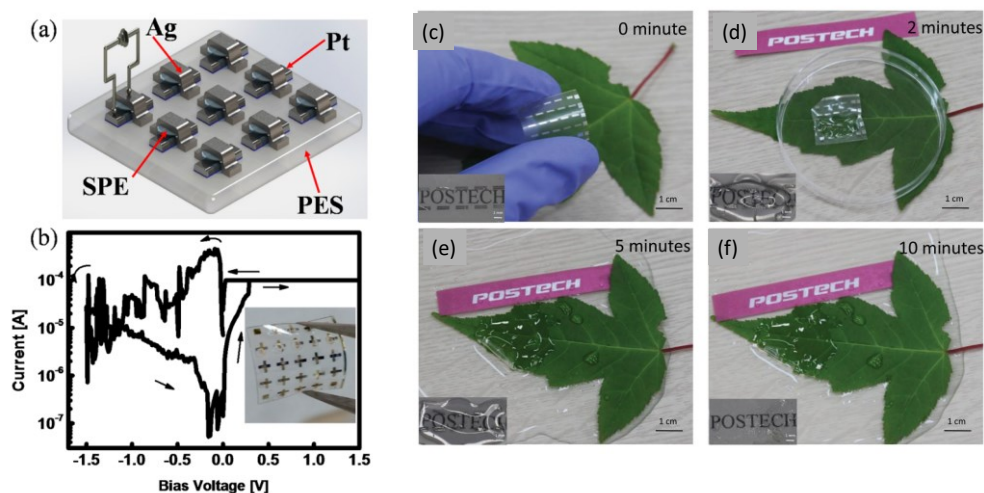 (a)
Ag
Pt
SPE
PES
(b)
10⁻⁴
10⁻⁵
10⁻⁶
10⁻⁷
Current [A]
-1.5 -1.0 -0.5 0.0 0.5 1.0 1.5
Bias Voltage [V]
(c) 0 minute
POSTECH
1 cm
(d) 2 minutes
POSTECH
POSTECH
1 cm
(e) 5 minutes
POSTECH
POSTECH
1 cm
(f) 10 minutes
POSTECH
POSTECH
1 cm